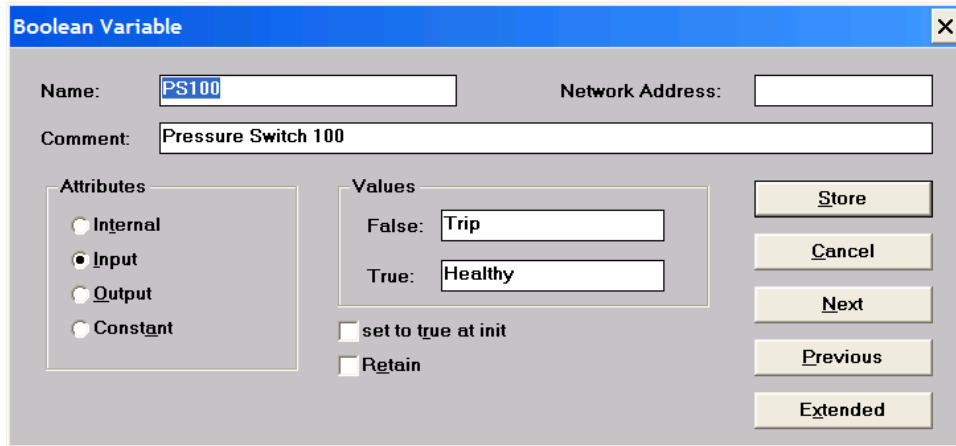 Boolean Variable
Name: PS100 Network Address:
Comment: Pressure Switch 100
Attributes
Internal
Input
Output
Constant
Values
False: Trip
True: Healthy
set to true at init
Retain
Store
Cancel
Next
Previous
Extended